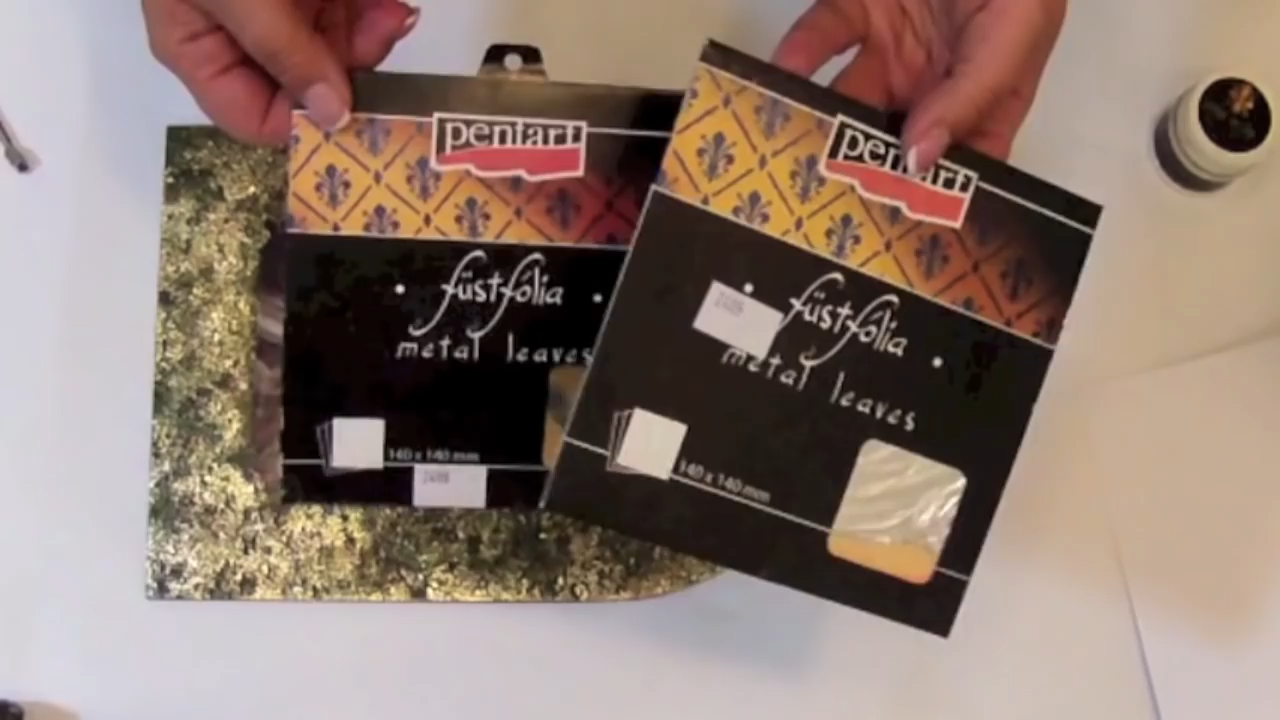 pentart
• füstfólia •
metal leaves
140 x 140 mm
pentart
• füstfólia •
metal leaves
140 x 140 mm